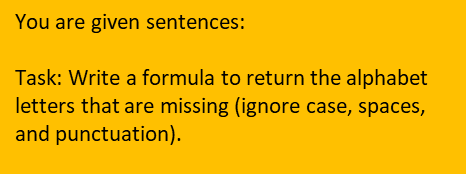 You are given sentences:
Task: Write a formula to return the alphabet
letters that are missing (ignore case, spaces,
and punctuation).